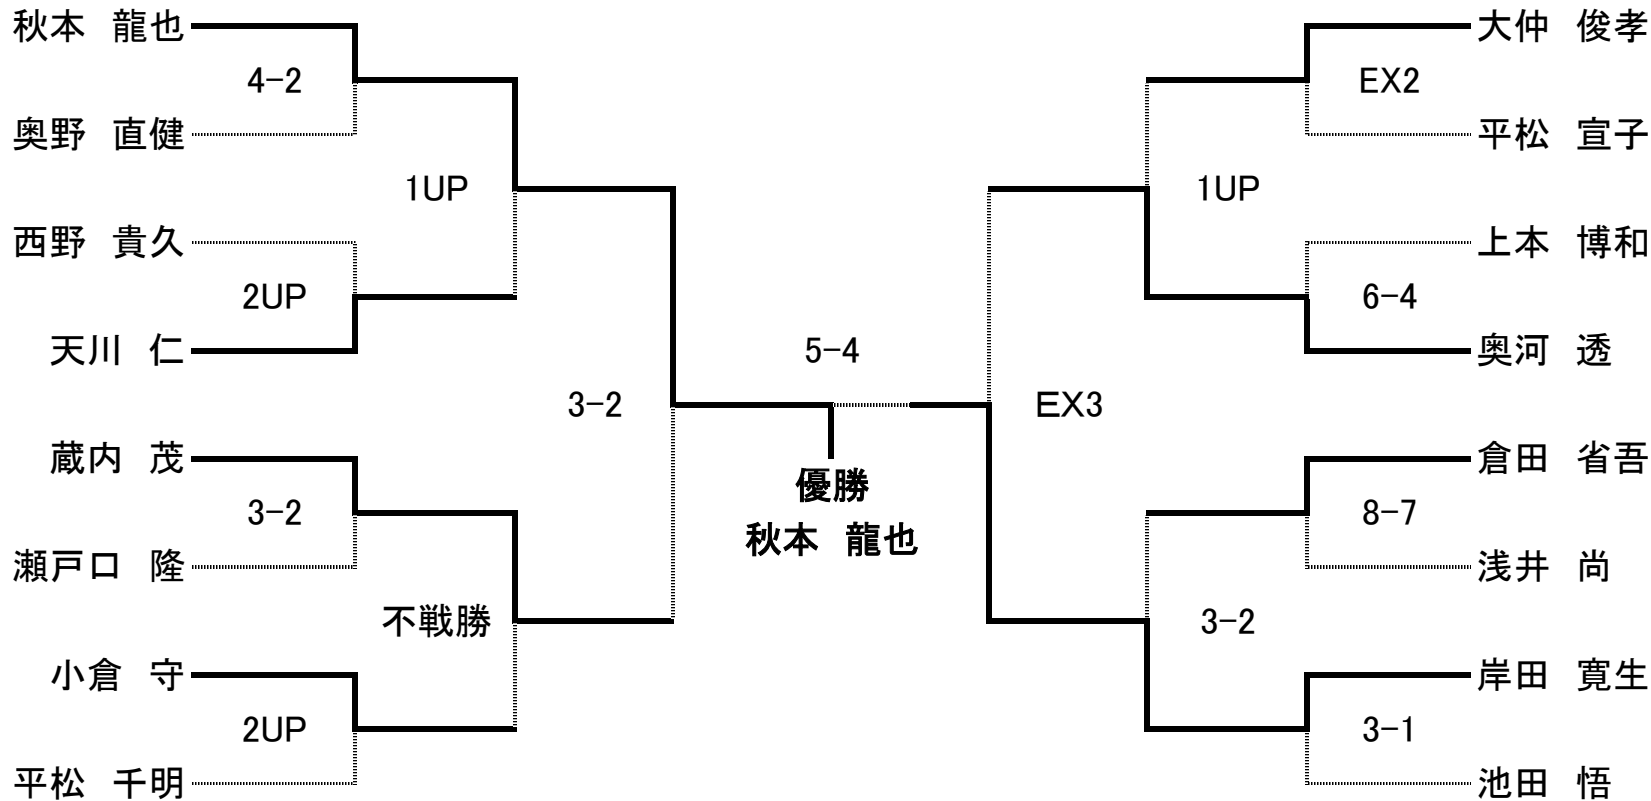 秋本 龍也
4-2
奥野 直健
1UP
西野 貴久
2UP
天川 仁
3-2
蔵内 茂
3-2
瀬戸口 隆
不戦勝
小倉 守
2UP
平松 千明
5-4
優勝
秋本 龍也
大仲 俊孝
EX2
平松 宣子
1UP
上本 博和
6-4
奥河 透
EX3
倉田 省吾
8-7
浅井 尚
3-2
岸田 寛生
3-1
池田 悟